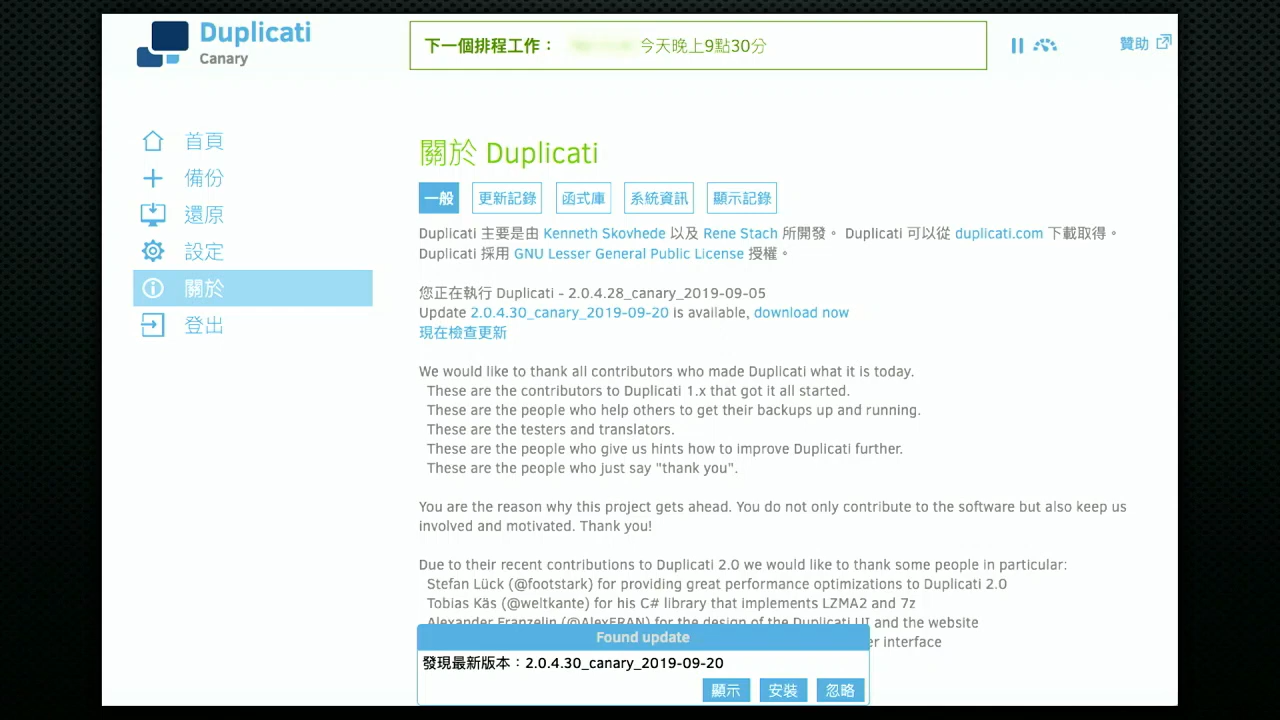 Duplicati
Canary
下一個排程工作：
今天晚上9點30分
贊助
首頁
備份
還原
設定
關於
登出
關於 Duplicati
一般 更新記錄 函式庫 系統資訊 顯示記錄
Duplicati 主要是由 Kenneth Skovhede 以及 Rene Stach 所開發。 Duplicati 可以從 duplicati.com 下載取得。
Duplicati 採用 GNU Lesser General Public License 授權。
您正在執行 Duplicati - 2.0.4.28_canary_2019-09-05
Update 2.0.4.30_canary_2019-09-20 is available, download now
現在檢查更新
We would like to thank all contributors who made Duplicati what it is today.
These are the contributors to Duplicati 1.x that got it all started.
These are the people who help others to get their backups up and running.
These are the testers and translators.
These are the people who give us hints how to improve Duplicati further.
These are the people who just say "thank you".
You are the reason why this project gets ahead. You do not only contribute to the software but also keep us
involved and motivated. Thank you!
Due to their recent contributions to Duplicati 2.0 we would like to thank some people in particular:
Stefan Lück (@footstark) for providing great performance optimizations to Duplicati 2.0
Tobias Käs (@weltkante) for his C# library that implements LZMA2 and 7z
Alexander Franzelin (@AlexFRAN) for the design of the Duplicati UI and the website
interface
Found update
發現最新版本：2.0.4.30_canary_2019-09-20
顯示 安裝 忽略